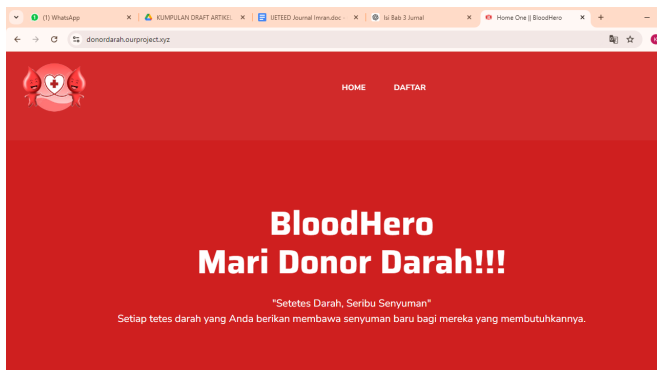 (1) WhatsApp
KUMPULAN DRAFT ARTIKEL
IJETEED Journal Imran.doc -
Isi Bab 3 Jurnal
Home One || BloodHero
donordarah.ourproject.xyz
HOME DAFTAR
BloodHero
Mari Donor Darah!!!
"Setetes Darah, Seribu Senyuman"
Setiap tetes darah yang Anda berikan membawa senyuman baru bagi mereka yang membutuhkannya.